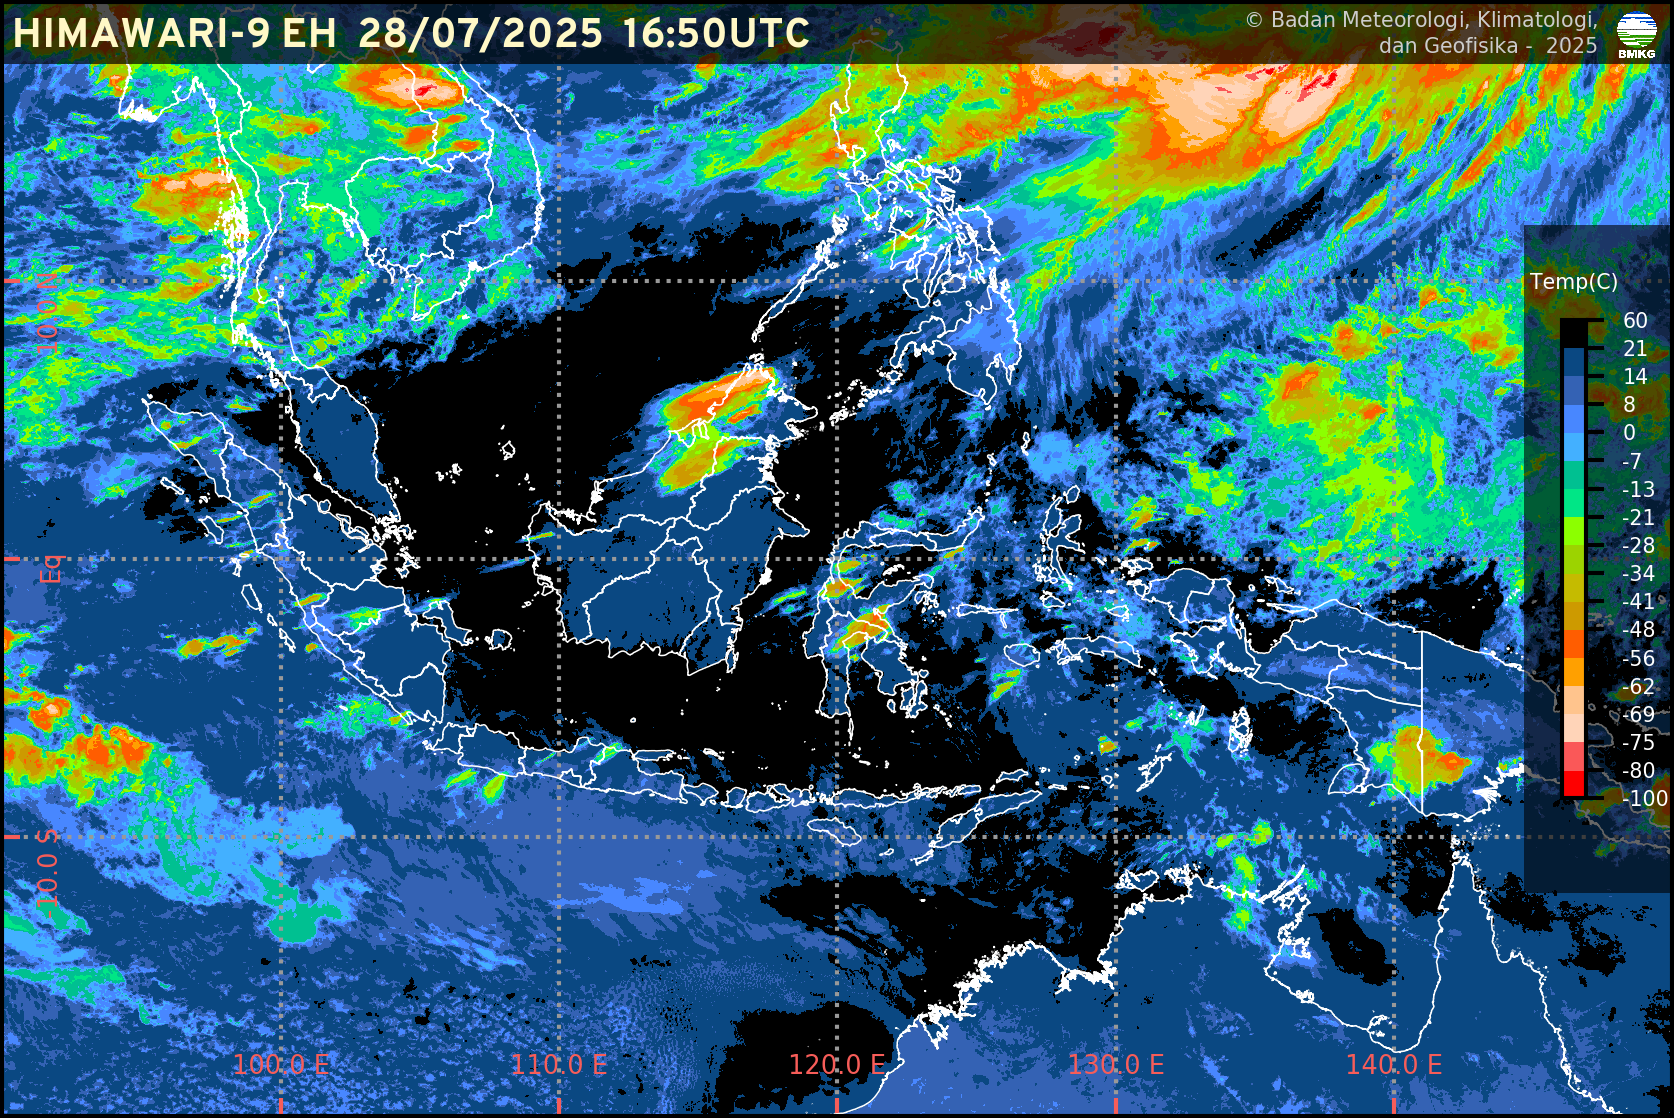 HIMAWARI-9 EH 28/07/2025 16:50UTC
© Badan Meteorologi, Klimatologi,
dan Geofisika - 2025
BMKG
Temp(C)
60
21
14
8
0
-7
-13
-21
-28
-34
-41
-48
-56
-62
-69
-75
-80
-100
10.0 N
Eq
-10.0 S
100.0 E
110.0 E
120.0 E
130.0 E
140.0 E